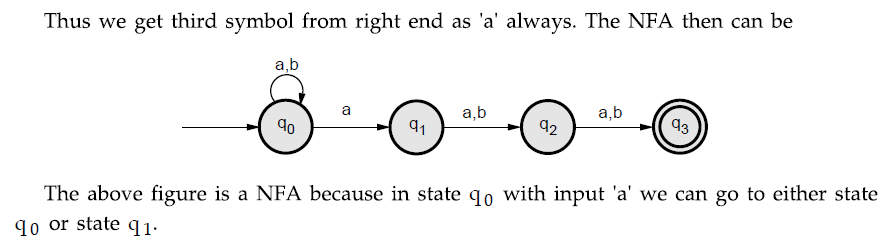 Thus we get third symbol from right end as 'a' always. The NFA then can be
a,b
a
a,b
a,b
q0
q1
q2
q3
The above figure is a NFA because in state q0 with input 'a' we can go to either state
q0 or state q1.